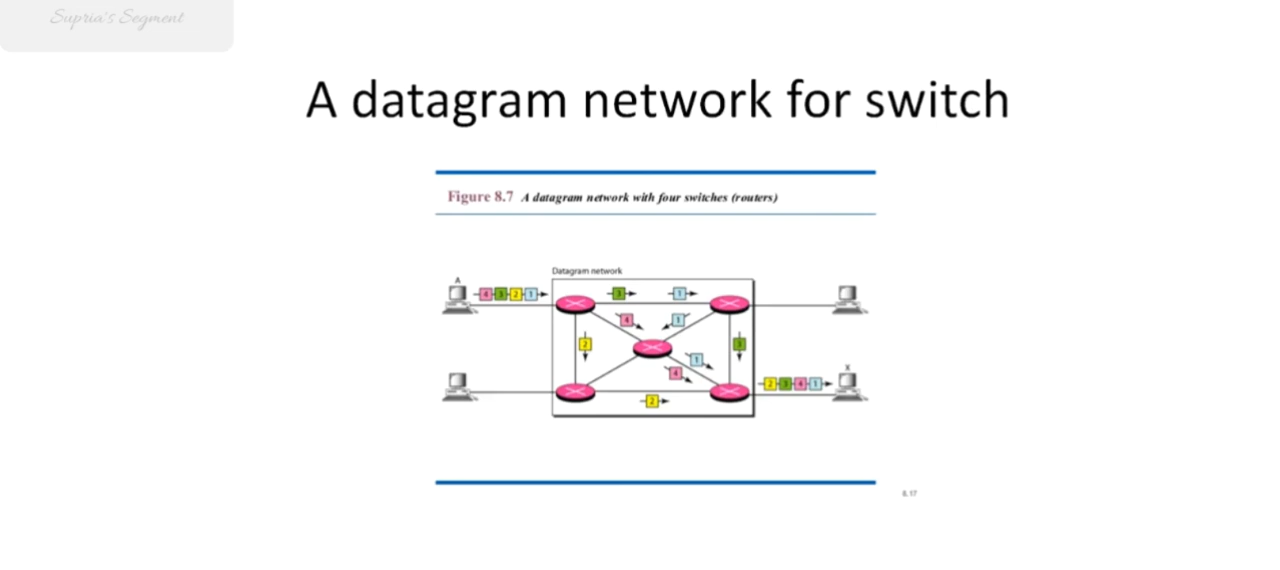 Supria's Segment
A datagram network for switch
Figure 8.7 A datagram network with four switches (routers)
Datagram network
A
4 3 2 1
3
1
4
1
2
3
1
4
X
2 3 4 1
2
8.17